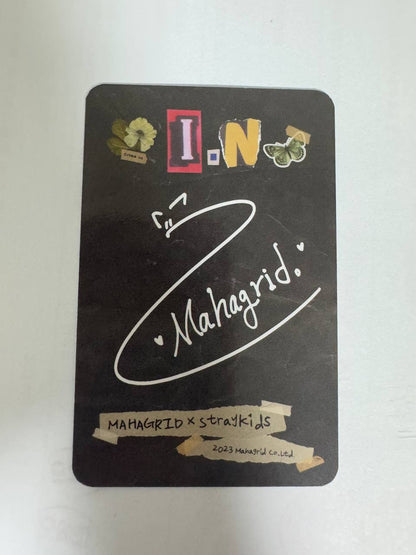 I.N
Mahagrid.
MAHAGRID × straykids
2023 Mahagrid Co.Ltd